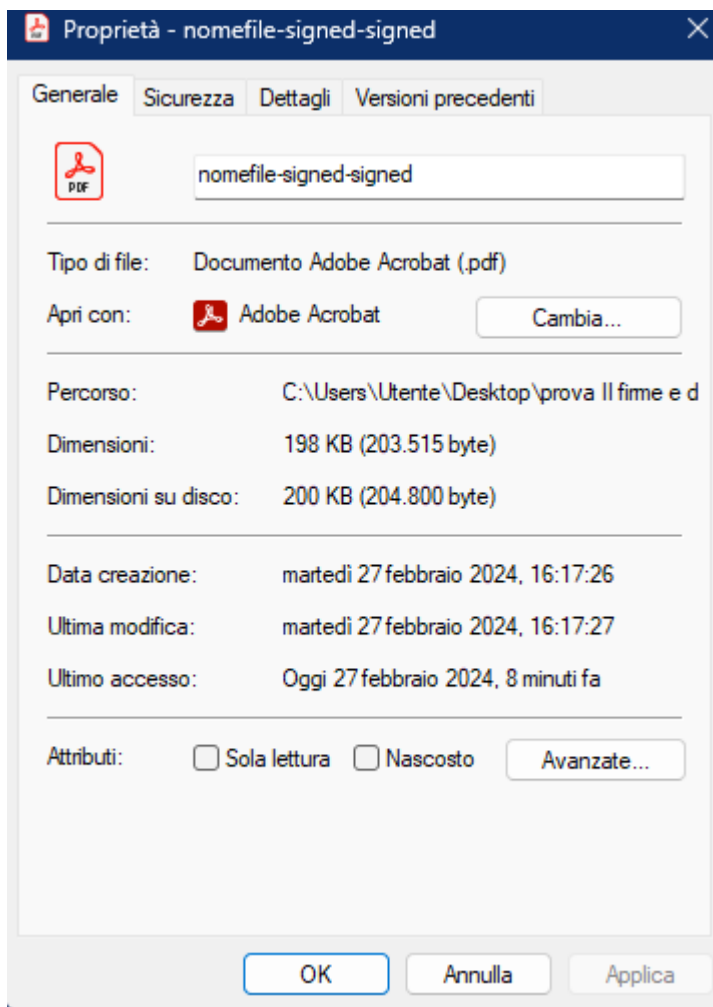 Proprietà - nomefile-signed-signed
Generale Sicurezza Dettagli Versioni precedenti
PDF nomefile-signed-signed
Tipo di file: Documento Adobe Acrobat (.pdf)
Apri con: Adobe Acrobat Cambia...
Percorso: C:\Users\Utente\Desktop\prova II firme e d
Dimensioni: 198 KB (203.515 byte)
Dimensioni su disco: 200 KB (204.800 byte)
Data creazione: martedì 27 febbraio 2024, 16:17:26
Ultima modifica: martedì 27 febbraio 2024, 16:17:27
Ultimo accesso: Oggi 27 febbraio 2024, 8 minuti fa
Attributi: Sola lettura Nascosto Avanzate...
OK Annulla Applica